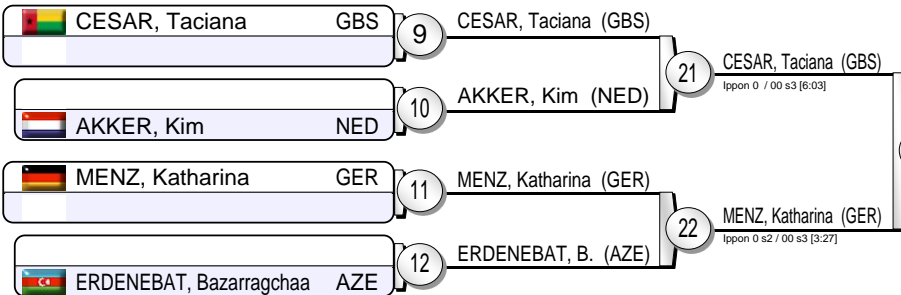 CESAR, Taciana GBS
9
CESAR, Taciana (GBS)
21
CESAR, Taciana (GBS)
Ippon 0 / 00 s3 [6:03]
10
AKKER, Kim (NED)
AKKER, Kim NED
MENZ, Katharina GER
11
MENZ, Katharina (GER)
22
MENZ, Katharina (GER)
Ippon 0 s2 / 00 s3 [3:27]
12
ERDENEBAT, B. (AZE)
ERDENEBAT, Bazarragchaa AZE